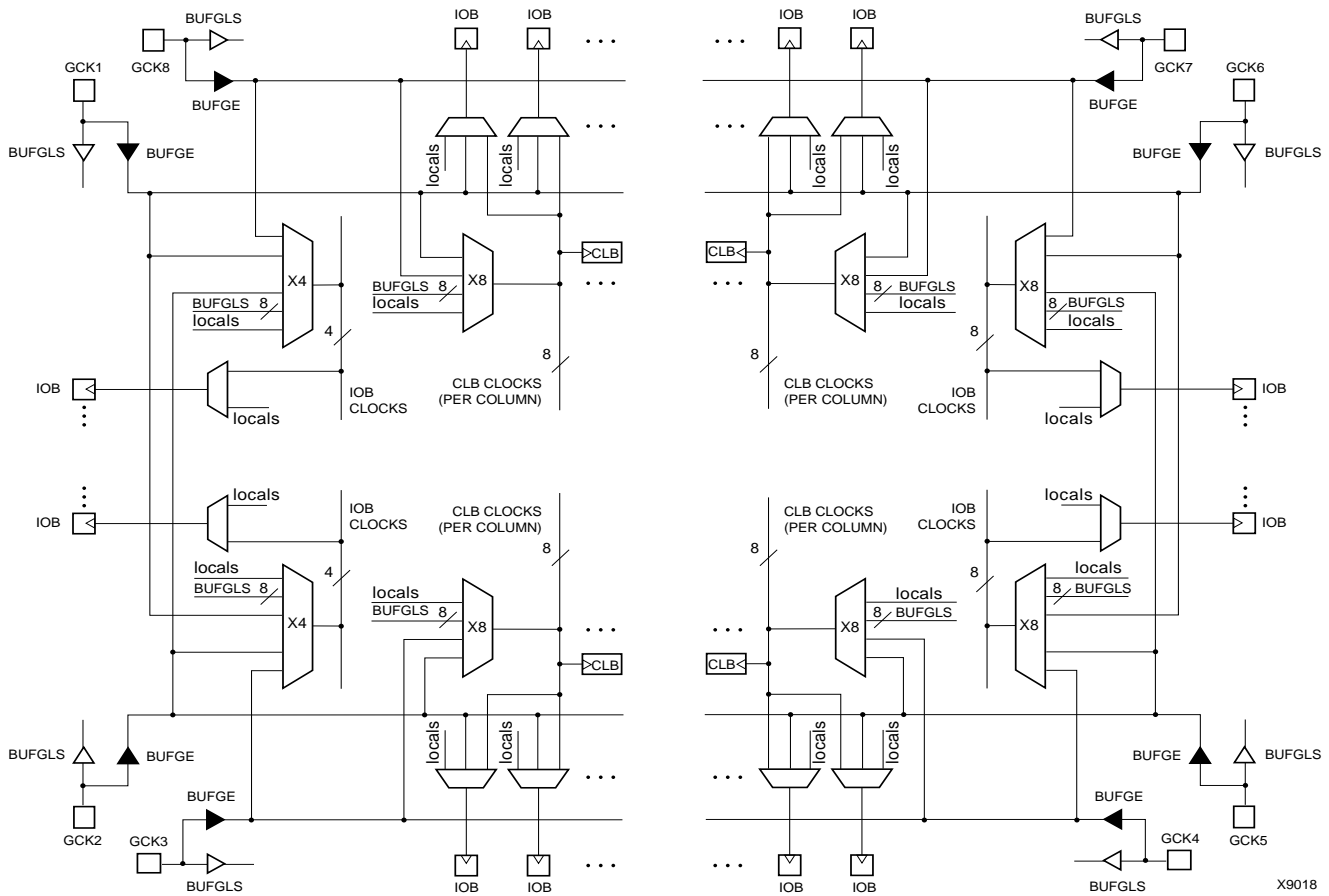 BUFGLS
IOB
IOB
IOB
IOB
BUFGLS
GCK8
GCK7
GCK1
BUFGE
BUFGE
GCK6
BUFGLS
BUFGE
BUFGE
BUFGLS
locals
locals
locals
locals
CLB
CLB
X4
X8
X8
X8
BUFGLS 8
locals
BUFGLS 8
locals
8 BUFGLS
locals
8 BUFGLS
locals
4
8
8
8
IOB
IOB
CLOCKS
CLB CLOCKS
(PER COLUMN)
CLB CLOCKS
(PER COLUMN)
IOB
CLOCKS
IOB
locals
locals
locals
locals
IOB
IOB
CLOCKS
CLB CLOCKS
(PER COLUMN)
CLB CLOCKS
(PER COLUMN)
IOB
CLOCKS
IOB
4
8
8
8
locals
BUFGLS 8
locals
BUFGLS 8
locals
8 BUFGLS
locals
8 BUFGLS
X4
X8
X8
X8
CLB
CLB
locals
locals
locals
locals
BUFGLS
BUFGE
BUFGE
BUFGLS
GCK2
BUFGE
BUFGE
GCK5
GCK3
GCK4
BUFGLS
IOB
IOB
IOB
IOB
BUFGLS
X9018